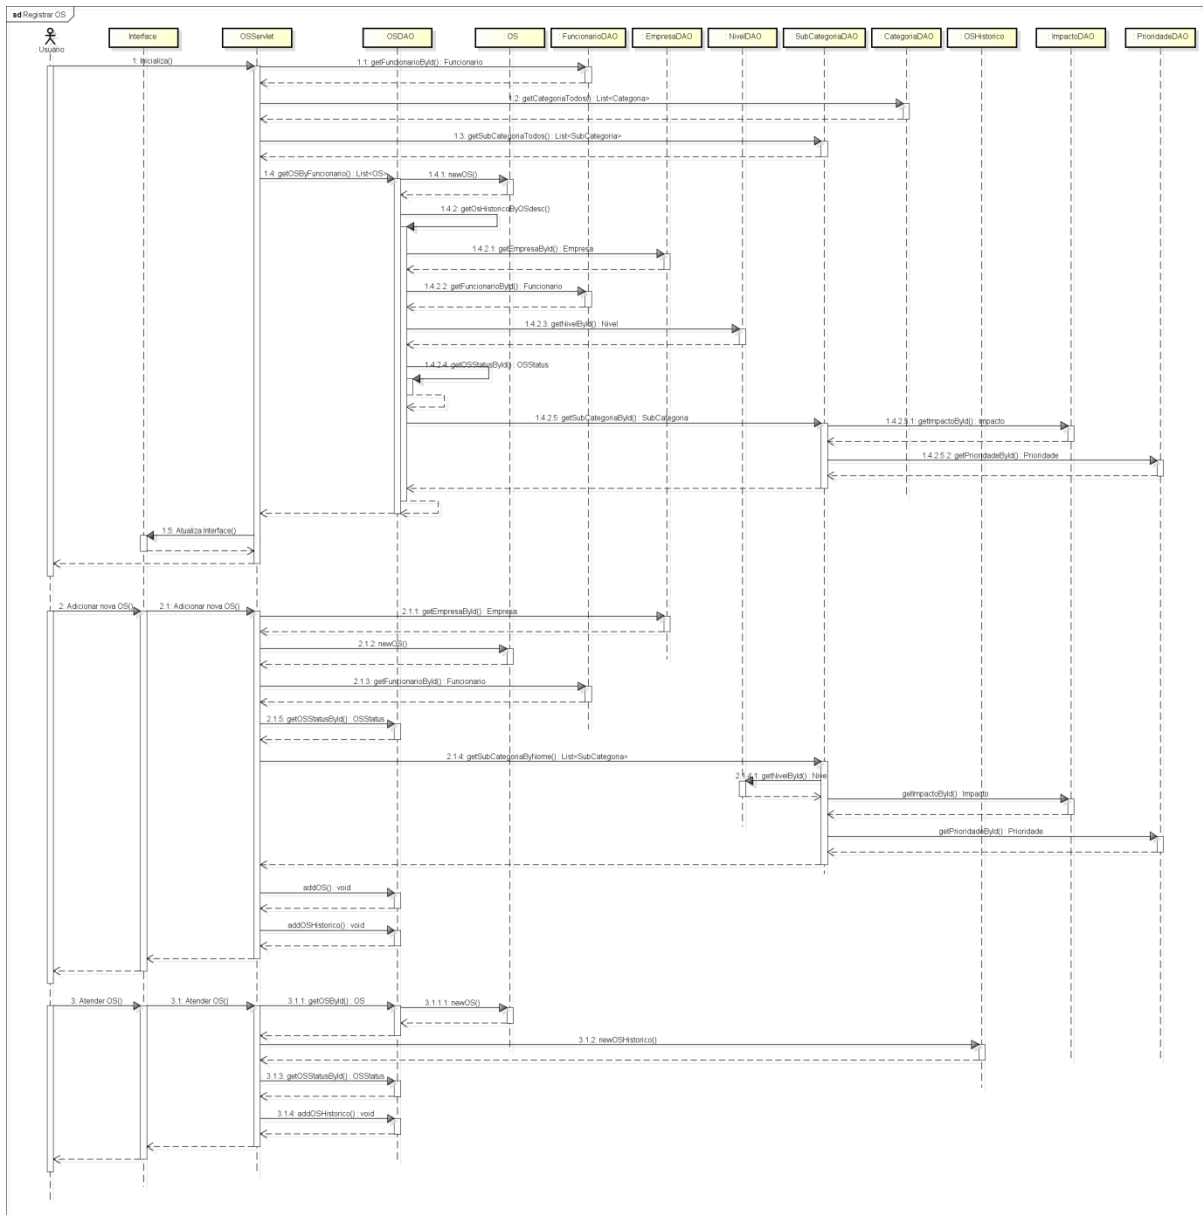 sd Registrar OS
: Usuário
Interface
OSServlet
: OSDAO
: OS
: FuncionarioDAO
: EmpresaDAO
: NivelDAO
: SubCategoriaDAO
: CategoriaDAO
: OSHistorico
: ImpactoDAO
: PrioridadeDAO
1: Inicializa()
1.1: getFuncionarioById() : Funcionario
1.2: getCategoriaTodos() : List<Categoria>
1.3: getSubCategoriaTodos() : List<SubCategoria>
1.4: getOSByFuncionario() : List<OS>
1.4.1: newOS()
1.4.2: getOsHistoricoByOSdesc()
1.4.2.1: getEmpresaById() : Empresa
1.4.2.2: getFuncionarioById() : Funcionario
1.4.2.3: getNivelById() : Nivel
1.4.2.4: getOSStatusById() : OSStatus
1.4.2.5: getSubCategoriaById() : SubCategoria
1.4.2.5.1: getImpactoById() : Impacto
1.4.2.5.2: getPrioridadeById() : Prioridade
1.5: Atualiza Interface()
2: Adicionar nova OS()
2.1: Adicionar nova OS()
2.1.1: getEmpresaById() : Empresa
2.1.2: newOS()
2.1.3: getFuncionarioById() : Funcionario
2.1.5: getOSStatusById() : OSStatus
2.1.4: getSubCategoriaByNome() : List<SubCategoria>
2.1.4.1: getNivelById() : Nivel
getImpactoById() : Impacto
getPrioridadeById() : Prioridade
addOS() : void
addOSHistorico() : void
3: Atender OS()
3.1: Atender OS()
3.1.1: getOSById() : OS
3.1.1.1: newOS()
3.1.2: newOSHistorico()
3.1.3: getOSStatusById() : OSStatus
3.1.4: addOSHistorico() : void